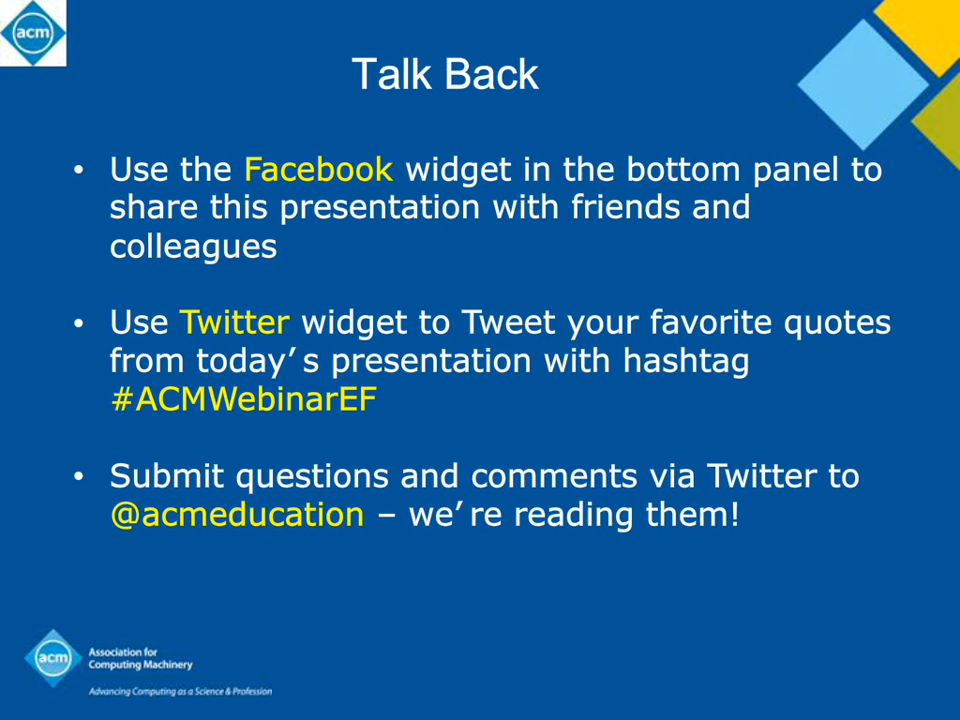 acm
Talk Back
• Use the Facebook widget in the bottom panel to
share this presentation with friends and
colleagues
• Use Twitter widget to Tweet your favorite quotes
from today’s presentation with hashtag
#ACMWebinarEF
• Submit questions and comments via Twitter to
@acmeducation – we’re reading them!
acm
Association for
Computing Machinery
Advancing Computing as a Science & Profession